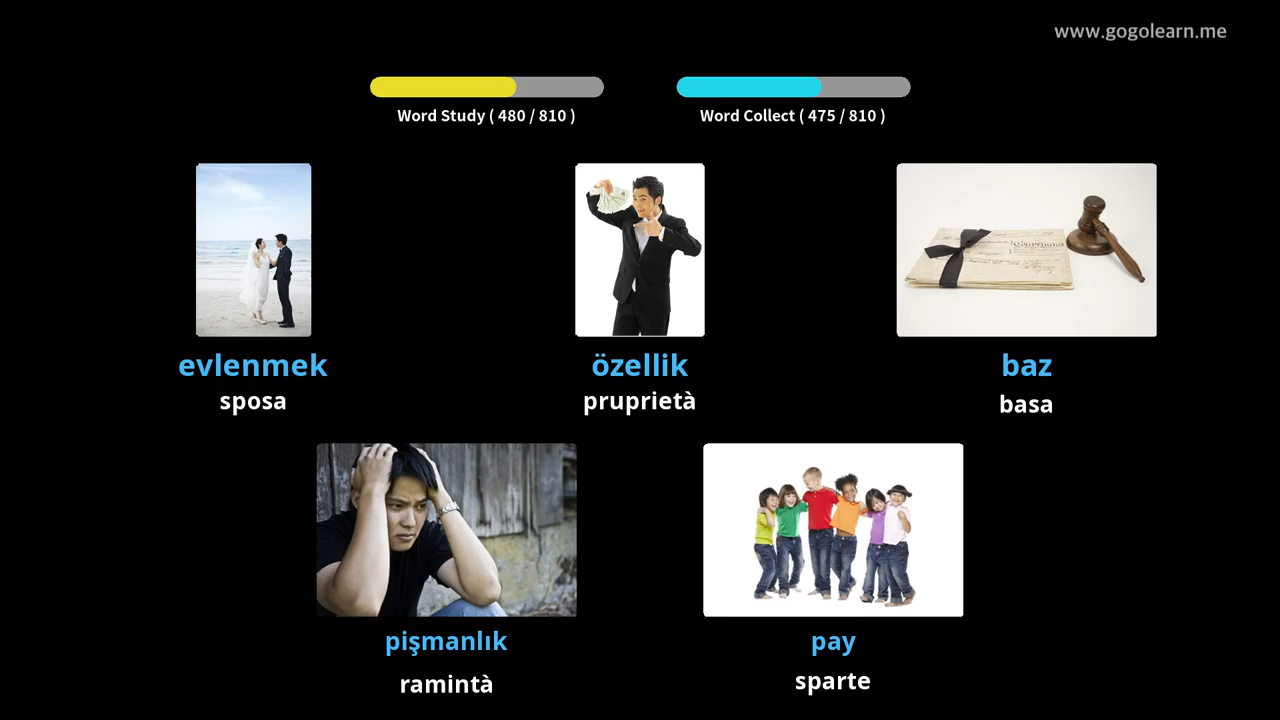 www.gogolearn.me
Word Study ( 480 / 810 )
Word Collect ( 475 / 810 )
evlenmek
sposa
özellik
pruprietà
baz
basa
pişmanlık
ramintà
pay
sparte